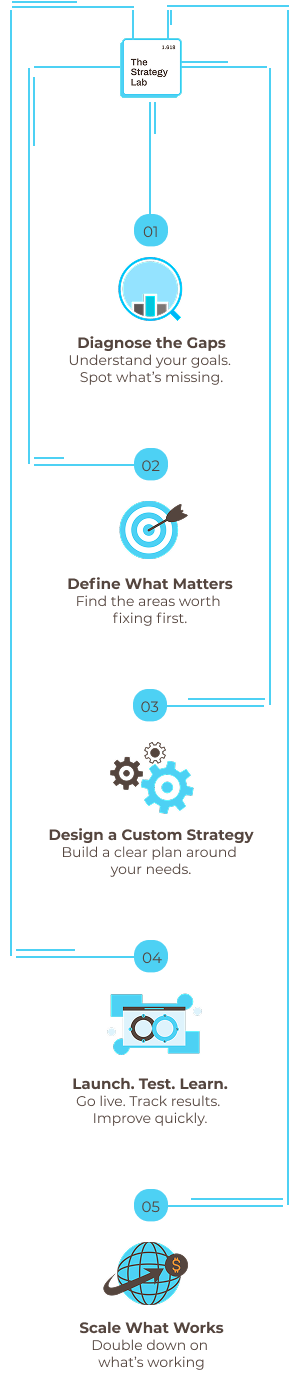 1.618
The
Strategy
Lab
01
Diagnose the Gaps
Understand your goals.
Spot what’s missing.
02
Define What Matters
Find the areas worth
fixing first.
03
Design a Custom Strategy
Build a clear plan around
your needs.
04
Launch. Test. Learn.
Go live. Track results.
Improve quickly.
05
$
Scale What Works
Double down on
what’s working